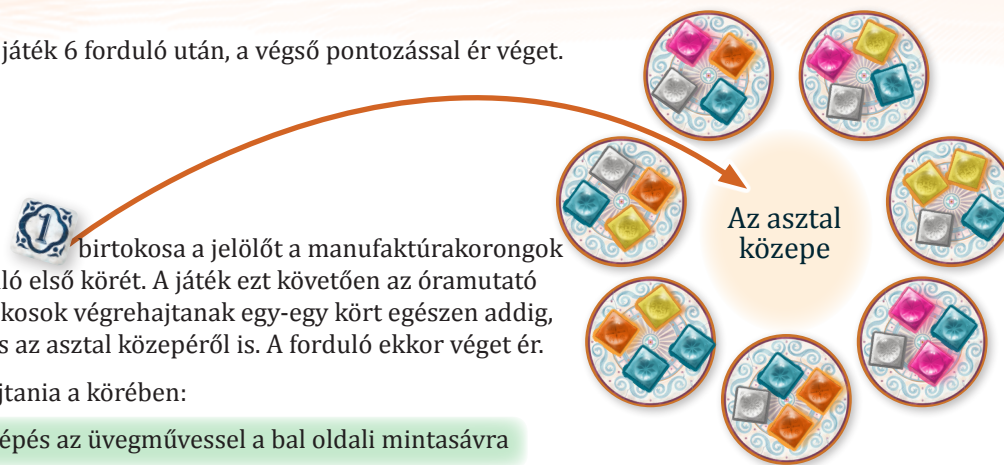 játék 6 forduló után, a végső pontozással ér véget.
1 birtokosa a jelölőt a manufaktúrakorongok
ló első körét. A játék ezt követően az óramutató
kosok végrehajtanak egy-egy kört egészen addig,
s az asztal közepéről is. A forduló ekkor véget ér.
jtania a körében:
épés az üvegművessel a bal oldali mintasávra
Az asztal
közepe